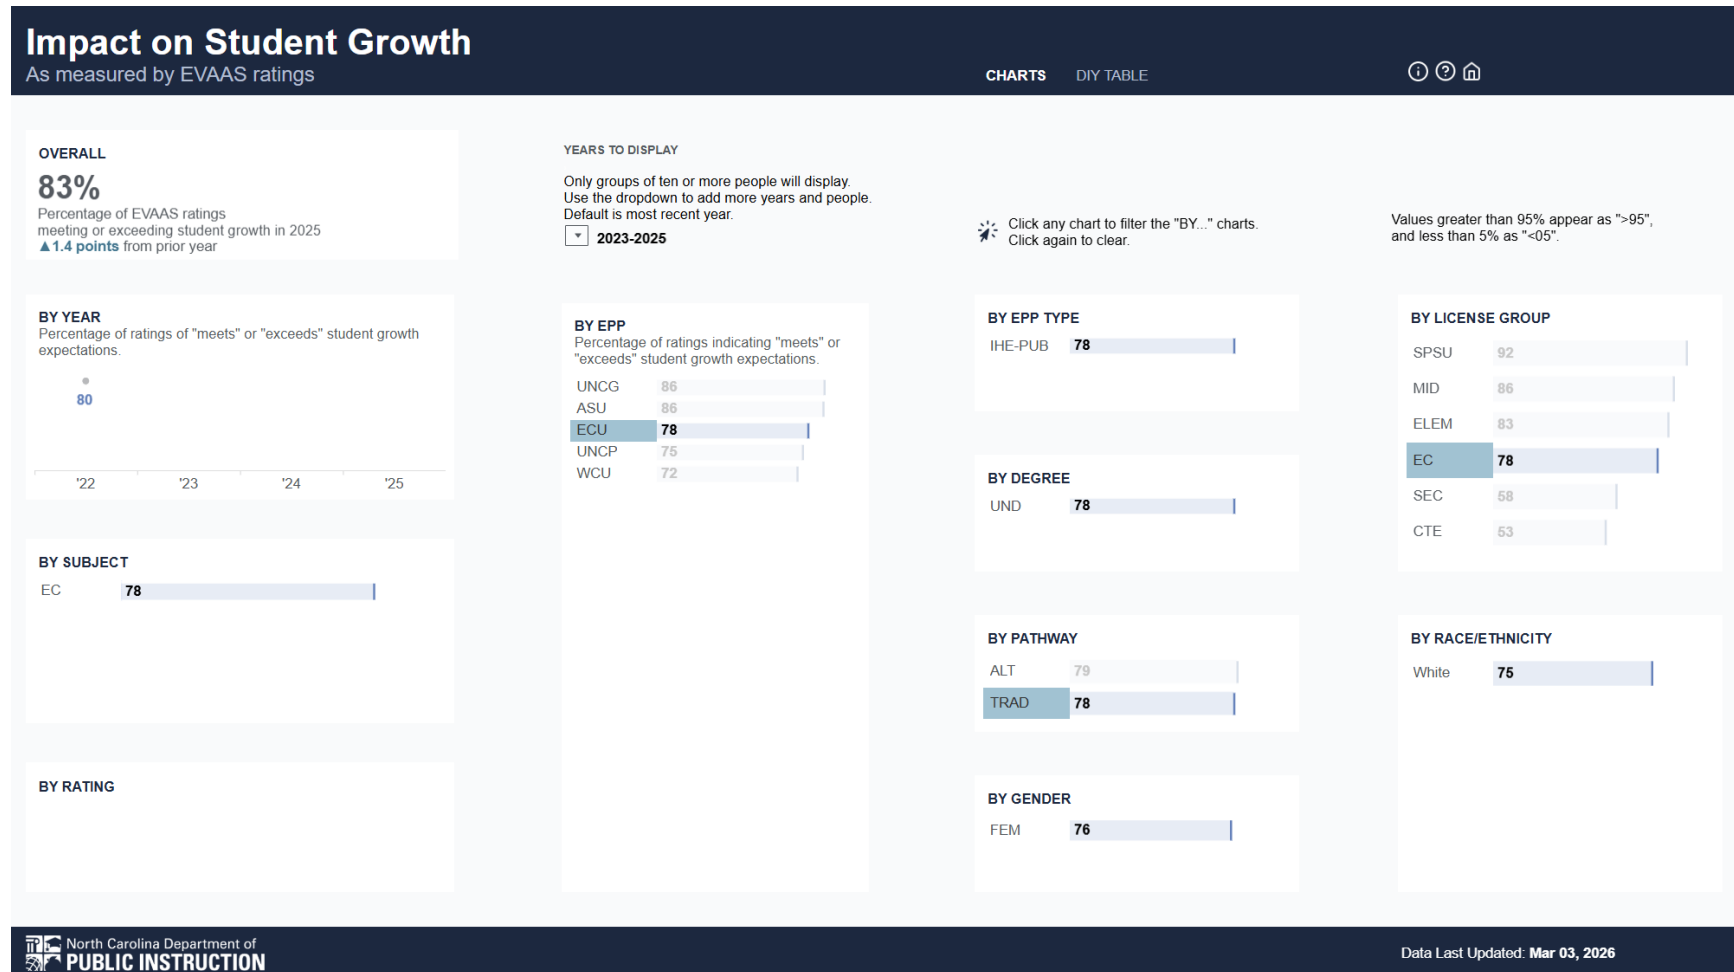 Impact on Student Growth
As measured by EVAAS ratings
CHARTS
DIY TABLE
OVERALL
83%
Percentage of EVAAS ratings
meeting or exceeding student growth in 2025
▲1.4 points from prior year
YEARS TO DISPLAY
Only groups of ten or more people will display.
Use the dropdown to add more years and people.
Default is most recent year.
2023-2025
Click any chart to filter the "BY..." charts.
Click again to clear.
Values greater than 95% appear as ">95",
and less than 5% as "<05".
BY YEAR
Percentage of ratings of "meets" or "exceeds" student growth
expectations.
80
'22 '23 '24 '25
BY SUBJECT
EC 78
BY RATING
BY EPP
Percentage of ratings indicating "meets" or
"exceeds" student growth expectations.
UNCG 86
ASU 86
ECU 78
UNCP 75
WCU 72
BY EPP TYPE
IHE-PUB 78
BY DEGREE
UND 78
BY PATHWAY
ALT 79
TRAD 78
BY GENDER
FEM 76
BY LICENSE GROUP
SPSU 92
MID 86
ELEM 83
EC 78
SEC 58
CTE 53
BY RACE/ETHNICITY
White 75
North Carolina Department of
PUBLIC INSTRUCTION
Data Last Updated: Mar 03, 2026